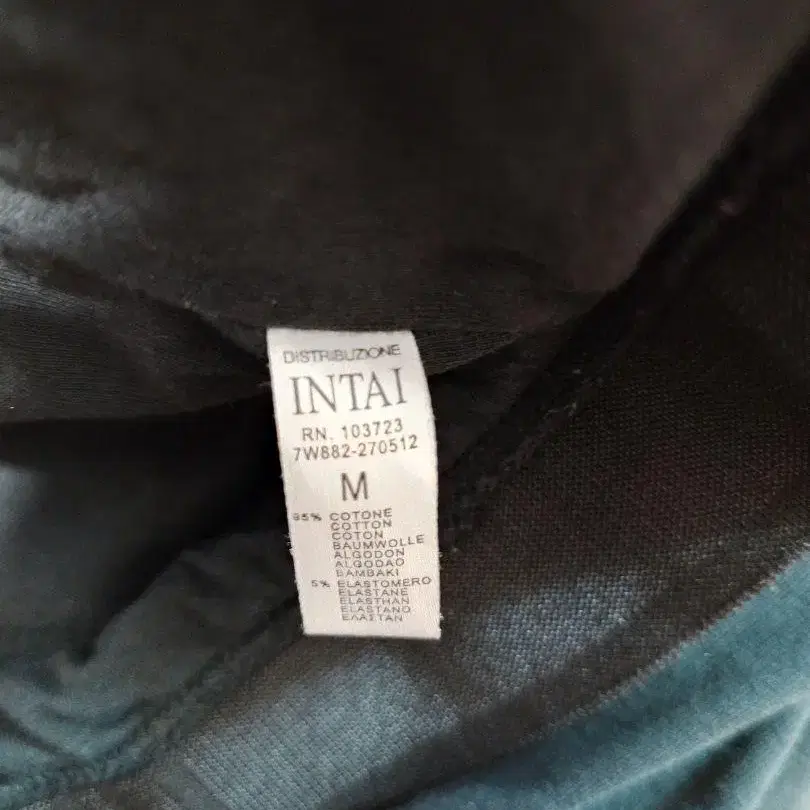 DISTRIBUZIONE
INTAI
RN. 103723
7W882-270512
M
95% COTONE
COTTON
COTON
BAUMWOLLE
ALGODON
ALGODAO
BAMBAKI
5% ELASTOMERO
ELASTANE
ELASTHAN
ELASTANO
ΕΛΑΣΤΑΝ